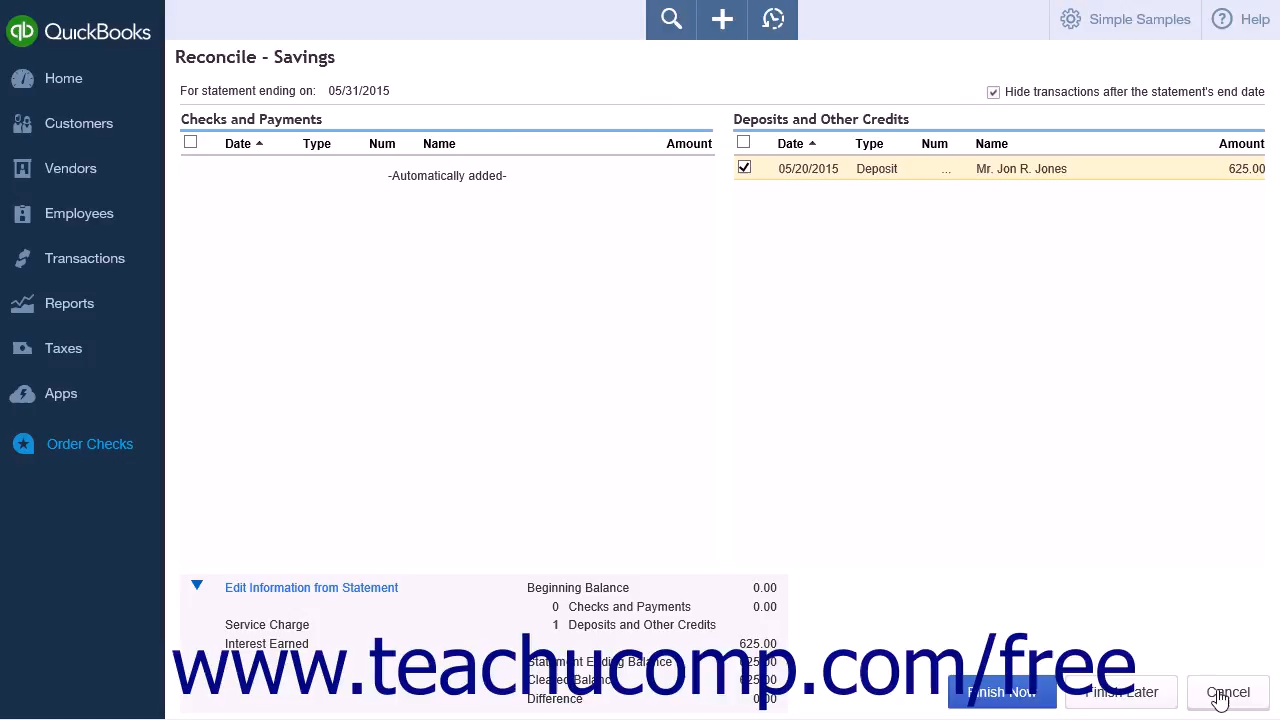 QuickBooks
Simple Samples
Help
Home
Customers
Vendors
Employees
Transactions
Reports
Taxes
Apps
Order Checks
Reconcile - Savings
For statement ending on: 05/31/2015
Hide transactions after the statement's end date
Checks and Payments
Date Type Num Name Amount
-Automatically added-
Deposits and Other Credits
Date Type Num Name Amount
05/20/2015 Deposit ... Mr. Jon R. Jones 625.00
Edit Information from Statement
Service Charge
Interest Earned
Beginning Balance 0.00
0 Checks and Payments 0.00
1 Deposits and Other Credits 625.00
Statement Ending Balance 625.00
Cleared Balance 625.00
Difference 0.00
Finish Now
Finish Later
Cancel
www.teachucomp.com/free